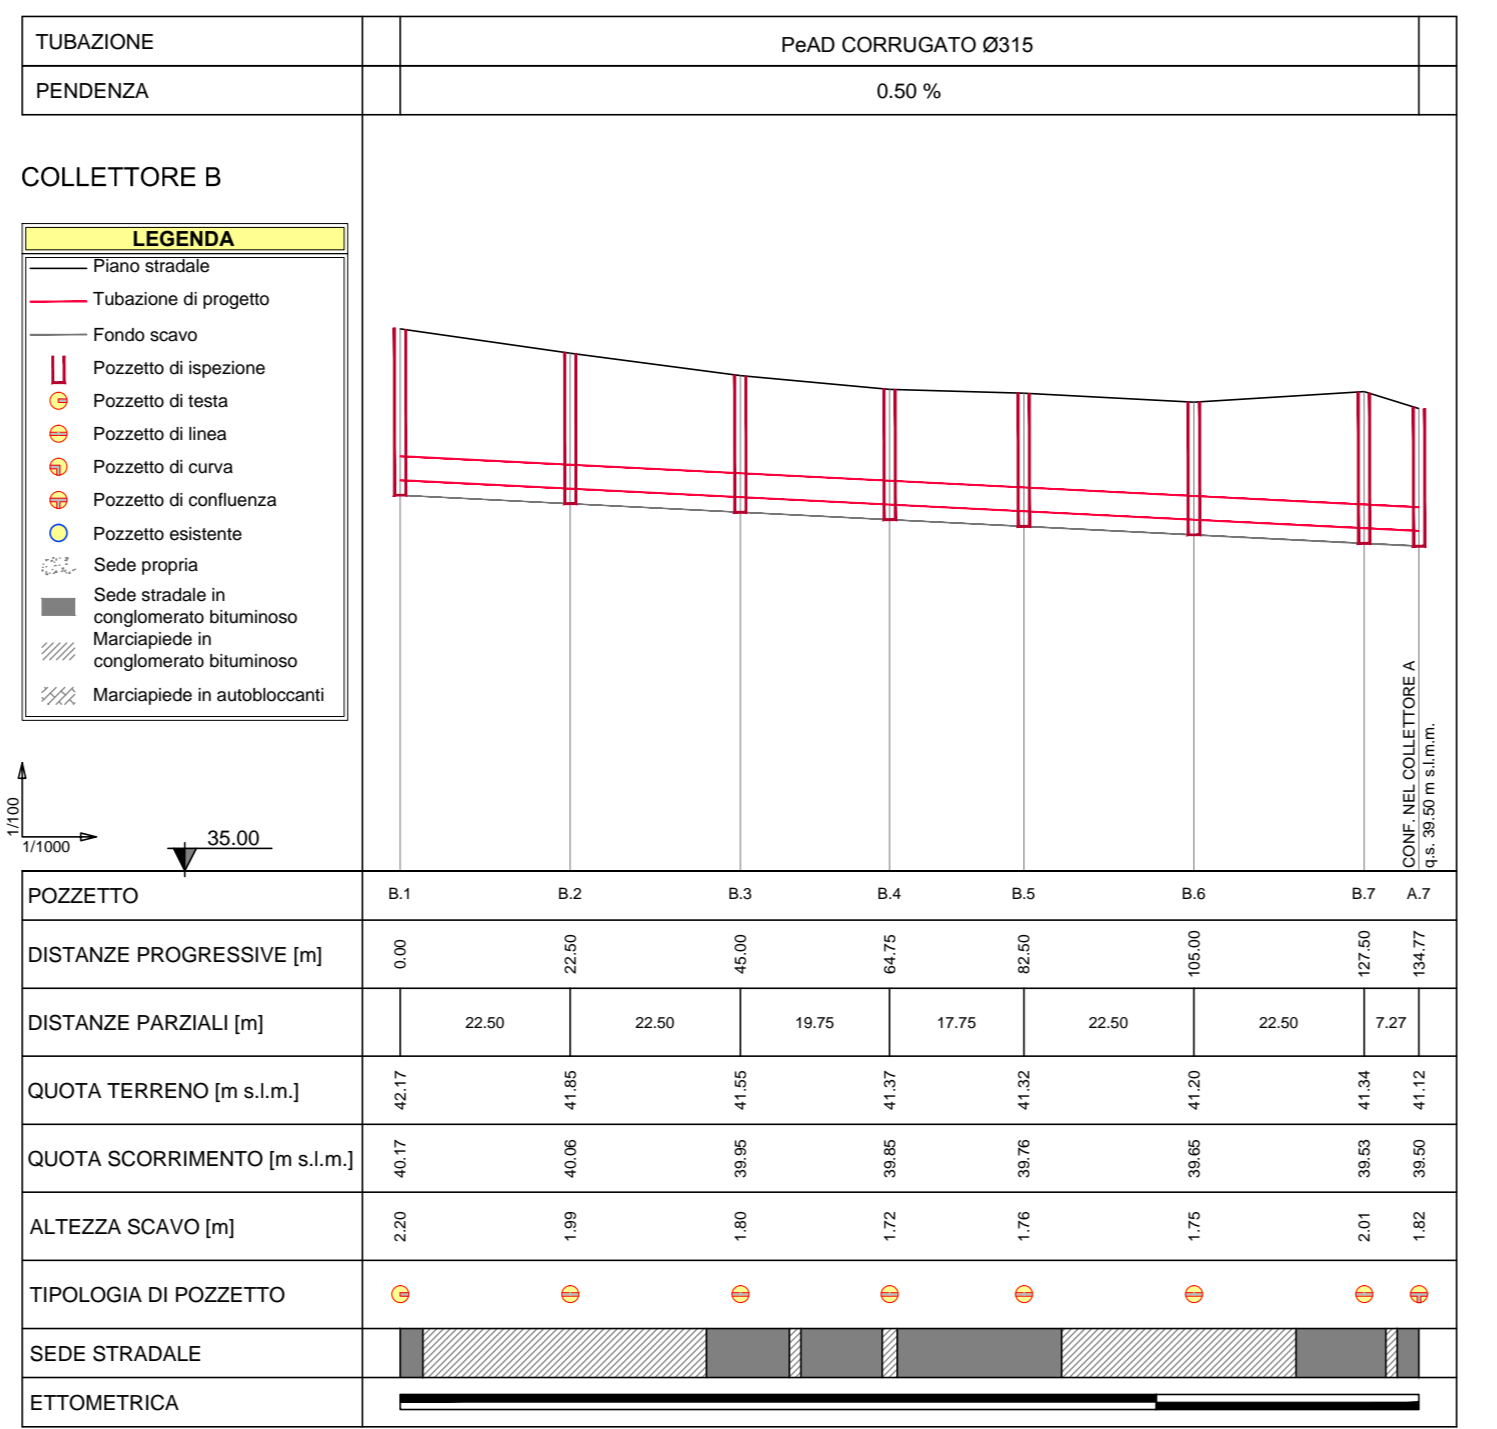 TUBAZIONE
PeAD CORRUGATO Ø315
PENDENZA
0.50 %
COLLETTORE B
LEGENDA
Piano stradale
Tubazione di progetto
Fondo scavo
Pozzetto di ispezione
Pozzetto di testa
Pozzetto di linea
Pozzetto di curva
Pozzetto di confluenza
Pozzetto esistente
Sede propria
Sede stradale in
conglomerato bituminoso
Marciapiede in
conglomerato bituminoso
Marciapiede in autobloccanti
1/100
1/1000
35.00
CONF. NEL COLLETTORE A
q.s. 39.50 m s.l.m.m.
POZZETTO
B.1 B.2 B.3 B.4 B.5 B.6 B.7 A.7
DISTANZE PROGRESSIVE [m]
0.00 22.50 45.00 64.75 82.50 105.00 127.50 134.77
DISTANZE PARZIALI [m]
22.50 22.50 19.75 17.75 22.50 22.50 7.27
QUOTA TERRENO [m s.l.m.]
42.17 41.85 41.55 41.37 41.32 41.20 41.34 41.12
QUOTA SCORRIMENTO [m s.l.m.]
40.17 40.06 39.95 39.85 39.76 39.65 39.53 39.50
ALTEZZA SCAVO [m]
2.20 1.99 1.80 1.72 1.76 1.75 2.01 1.82
TIPOLOGIA DI POZZETTO
SEDE STRADALE
ETTOMETRICA